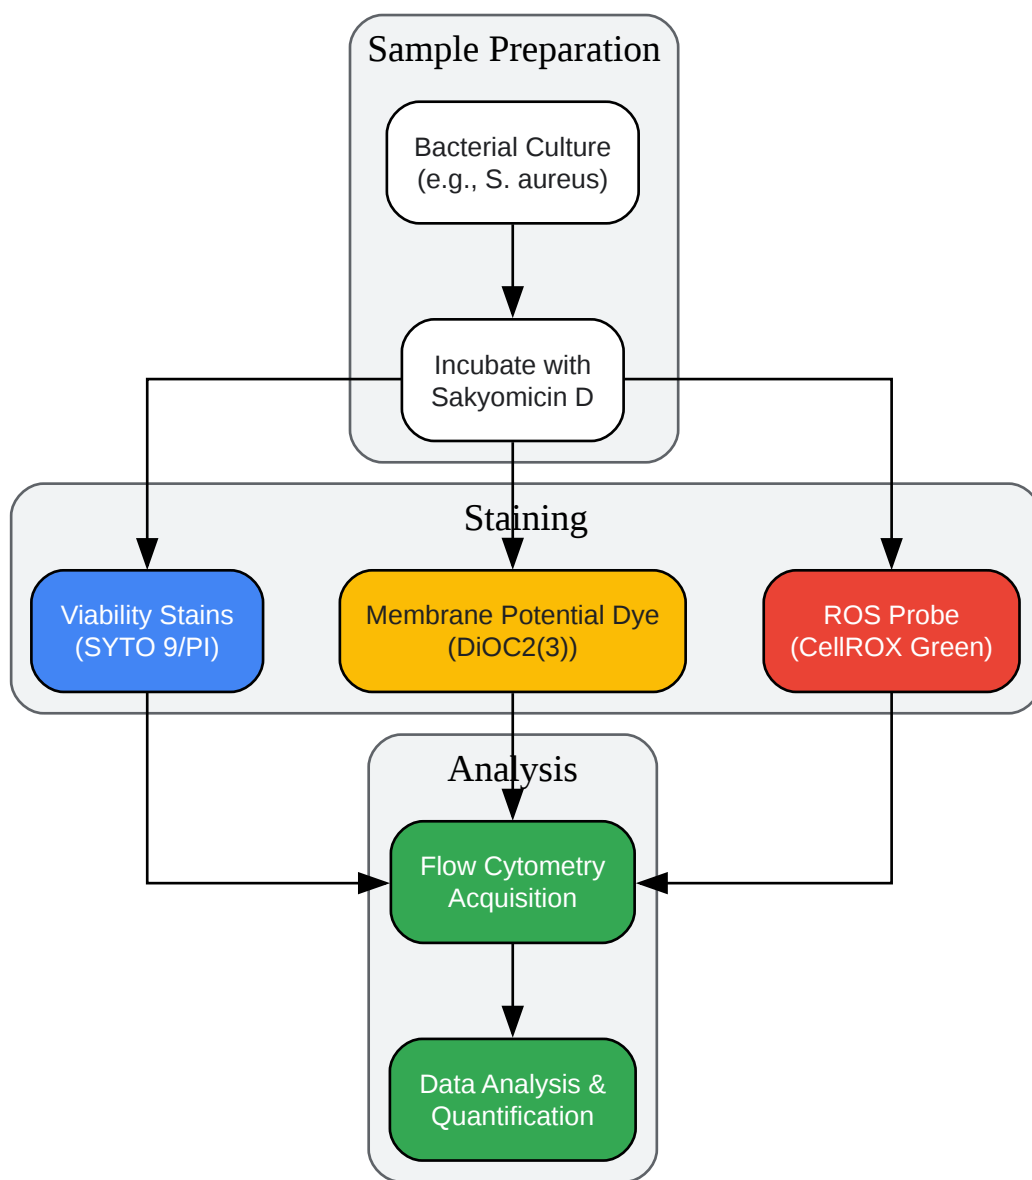 Sample Preparation
Bacterial Culture
(e.g., S. aureus)
Incubate with
Sakyomicin D
Staining
Viability Stains
(SYTO 9/PI)
Membrane Potential Dye
(DiOC2(3))
ROS Probe
(CellROX Green)
Analysis
Flow Cytometry
Acquisition
Data Analysis &
Quantification